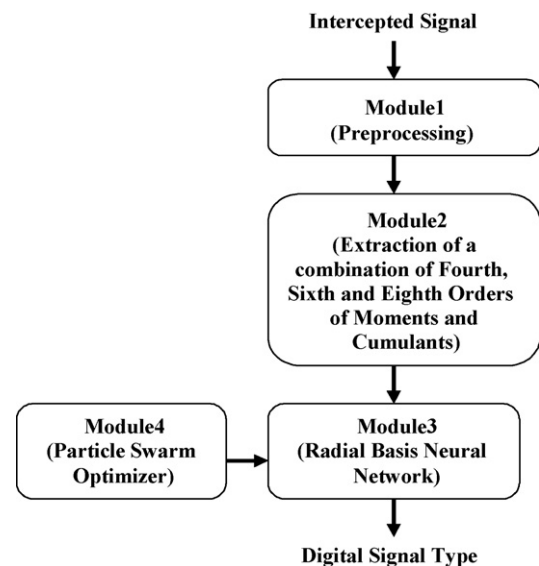 Intercepted Signal
Module1
(Preprocessing)
Module2
(Extraction of a
combination of Fourth,
Sixth and Eighth Orders
of Moments and
Cumulants)
Module4
(Particle Swarm
Optimizer)
Module3
(Radial Basis Neural
Network)
Digital Signal Type